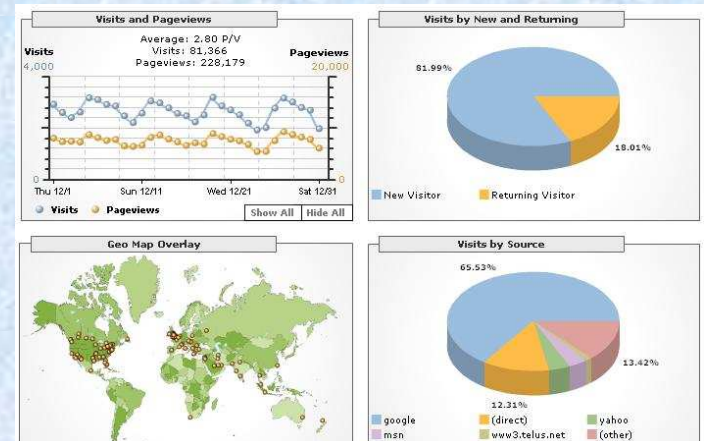 Visits and Pageviews
Average: 2.80 P/V
Visits: 81,366
Pageviews: 228,179
Visits
Pageviews
4,000
20,000
0
0
Thu 12/1
Sun 12/11
Wed 12/21
Sat 12/31
Visits
Pageviews
Show All
Hide All
Visits by New and Returning
81.99%
18.01%
New Visitor
Returning Visitor
Geo Map Overlay
Visits by Source
65.53%
13.42%
12.31%
google
(direct)
yahoo
msn
www3.telus.net
(other)